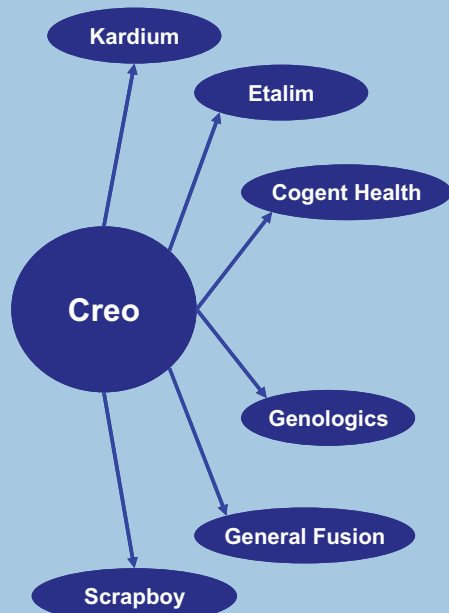 Kardium
Etalim
Cogent Health
Creo
Genologics
General Fusion
Scrapboy